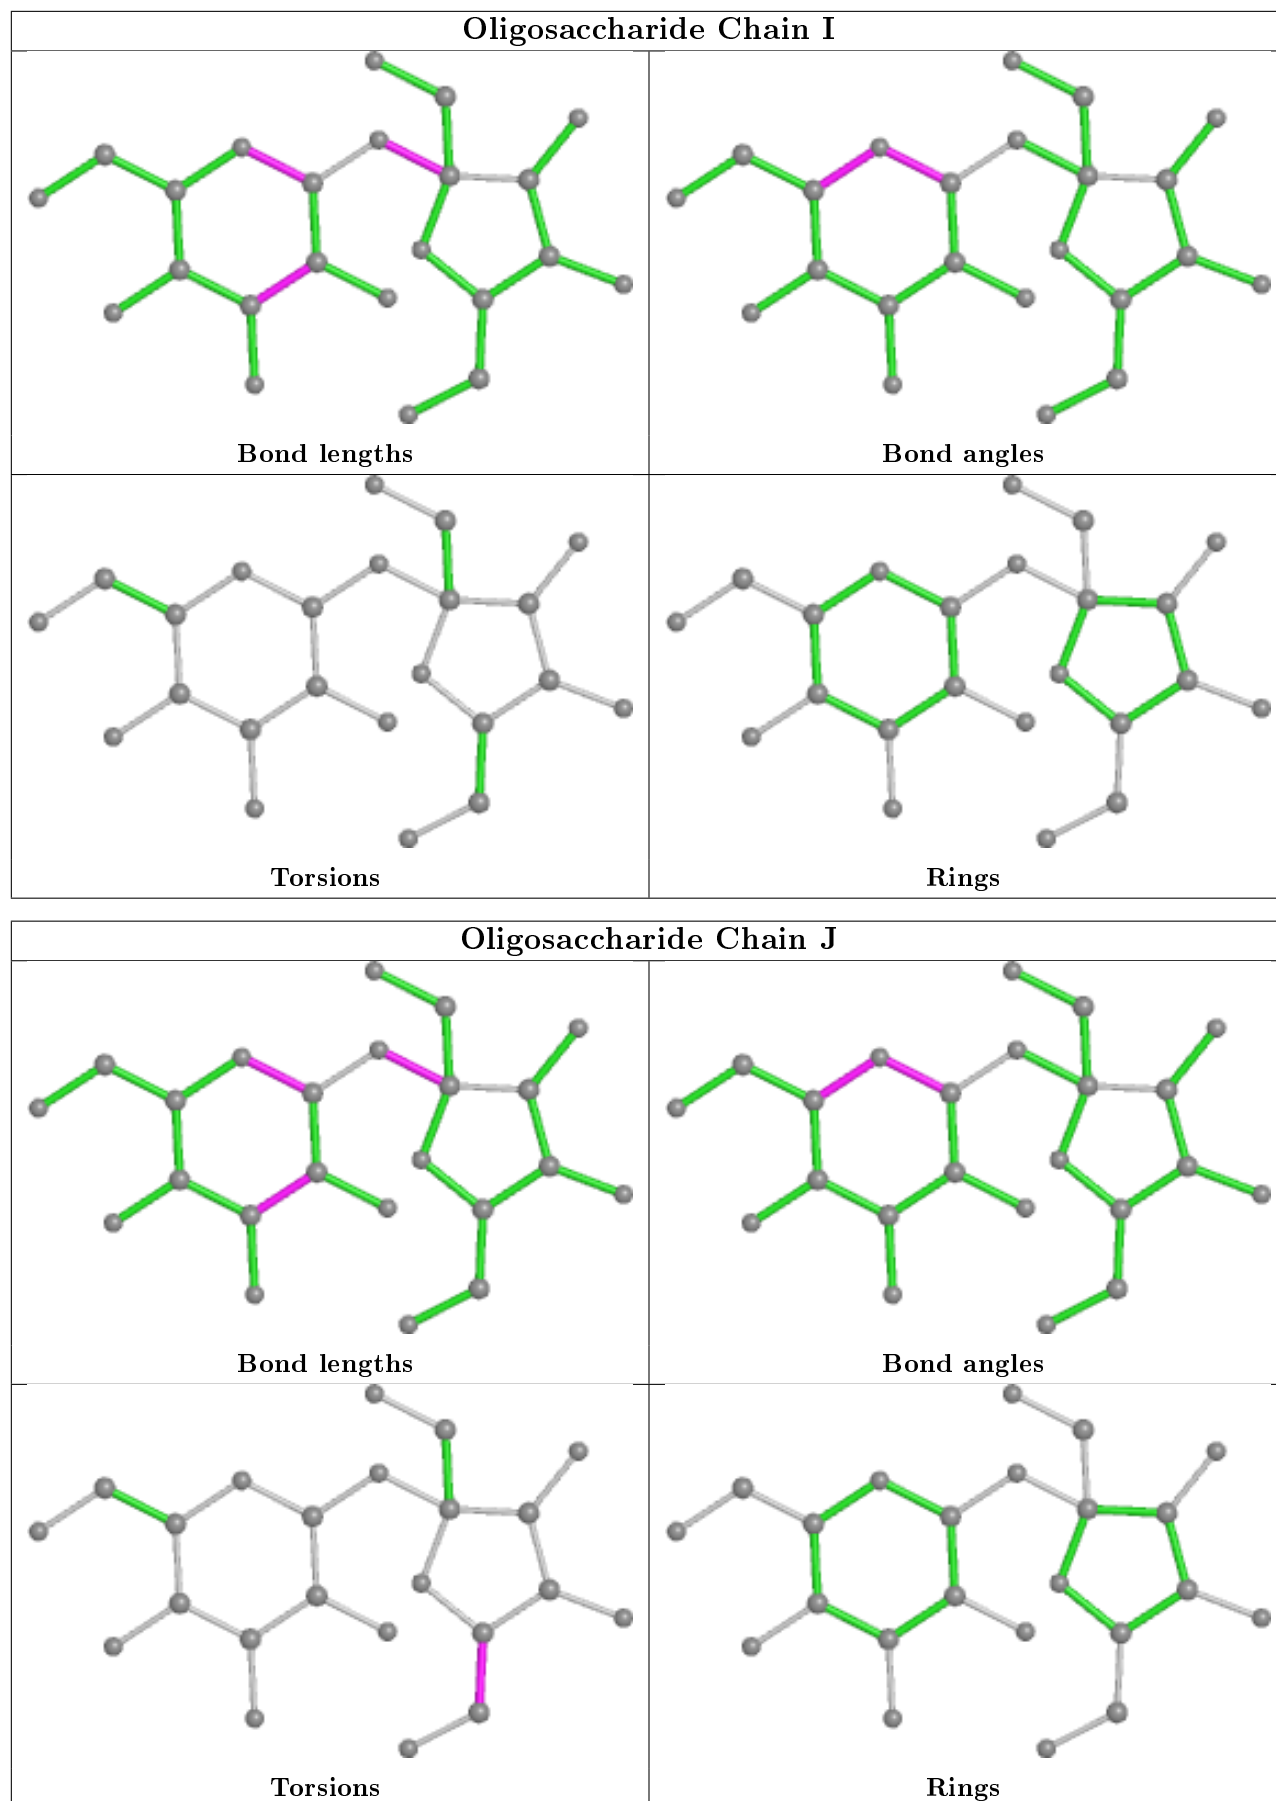 Oligosaccharide Chain I
Bond lengths
Bond angles
Torsions
Rings
Oligosaccharide Chain J
Bond lengths
Bond angles
Torsions
Rings